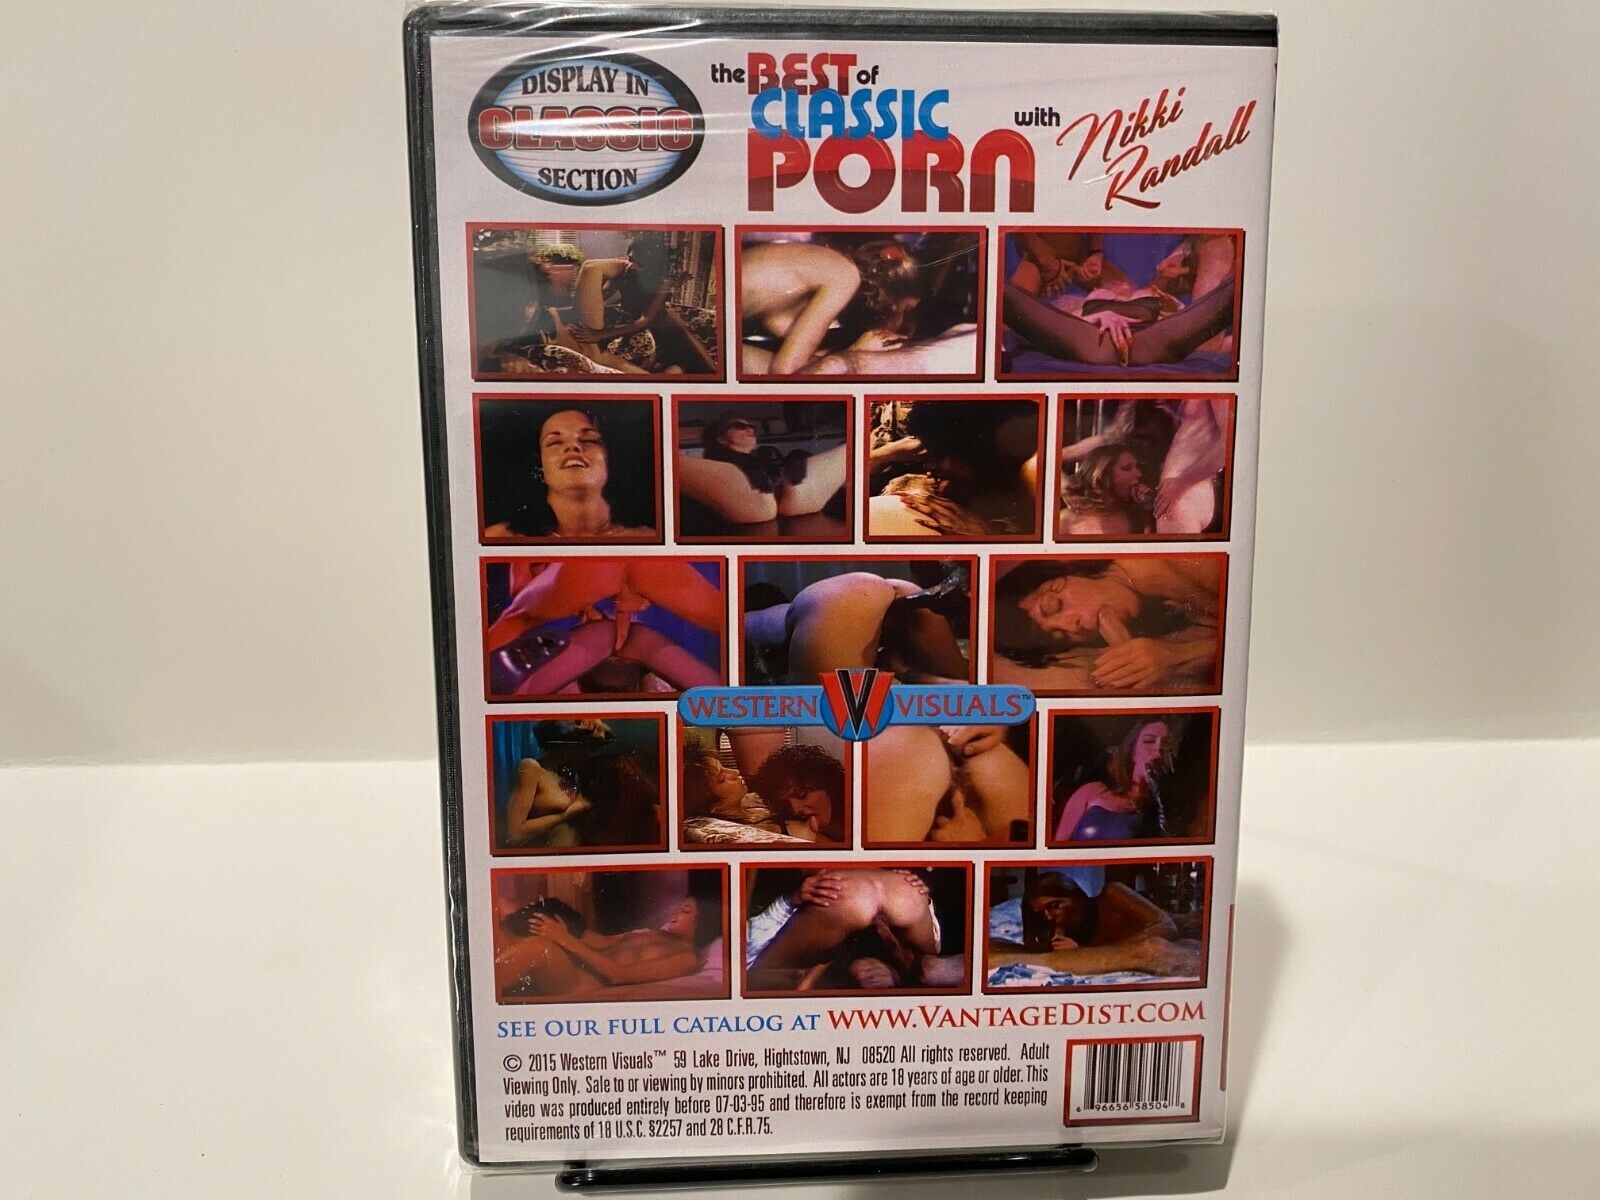 DISPLAY IN
CLASSIC
SECTION
the BEST of
CLASSIC
PORN
with Nikki
Randall
WESTERN VISUALS™
SEE OUR FULL CATALOG AT WWW.VANTAGEDIST.COM
© 2015 Western Visuals™ 59 Lake Drive, Hightstown, NJ 08520 All rights reserved. Adult
Viewing Only. Sale to or viewing by minors prohibited. All actors are 18 years of age or older. This
video was produced entirely before 07-03-95 and therefore is exempt from the record keeping
requirements of 18 U.S.C. §2257 and 28 C.F.R.75.
6 96656 58504 8